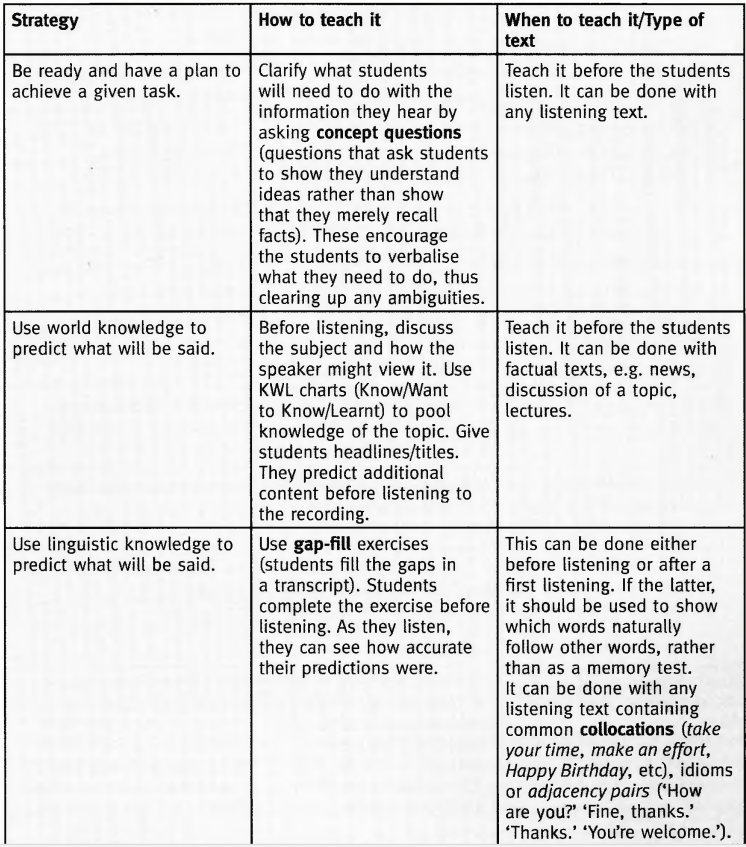 Strategy
How to teach it
When to teach it/Type of
text
Be ready and have a plan to
achieve a given task.
Clarify what students
will need to do with the
information they hear by
asking concept questions
(questions that ask students
to show they understand
ideas rather than show
that they merely recall
facts). These encourage
the students to verbalise
what they need to do, thus
clearing up any ambiguities.
Teach it before the students
listen. It can be done with
any listening text.
Use world knowledge to
predict what will be said.
Before listening, discuss
the subject and how the
speaker might view it. Use
KWL charts (Know/Want
to Know/Learnt) to pool
knowledge of the topic. Give
students headlines/titles.
They predict additional
content before listening to
the recording.
Teach it before the students
listen. It can be done with
factual texts, e.g. news,
discussion of a topic,
lectures.
Use linguistic knowledge to
predict what will be said.
Use gap-fill exercises
(students fill the gaps in
a transcript). Students
complete the exercise before
listening. As they listen,
they can see how accurate
their predictions were.
This can be done either
before listening or after a
first listening. If the latter,
it should be used to show
which words naturally
follow other words, rather
than as a memory test.
It can be done with any
listening text containing
common collocations (take
your time, make an effort,
Happy Birthday, etc), idioms
or adjacency pairs (‘How
are you?’ ‘Fine, thanks.’
‘Thanks.’ ‘You’re welcome.’).